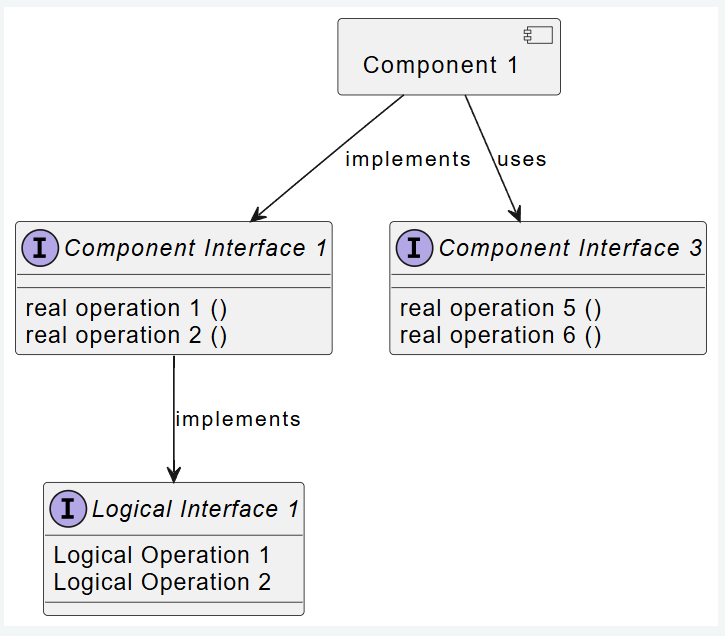 Component 1
implements
uses
I Component Interface 1
real operation 1 ()
real operation 2 ()
I Component Interface 3
real operation 5 ()
real operation 6 ()
implements
I Logical Interface 1
Logical Operation 1
Logical Operation 2